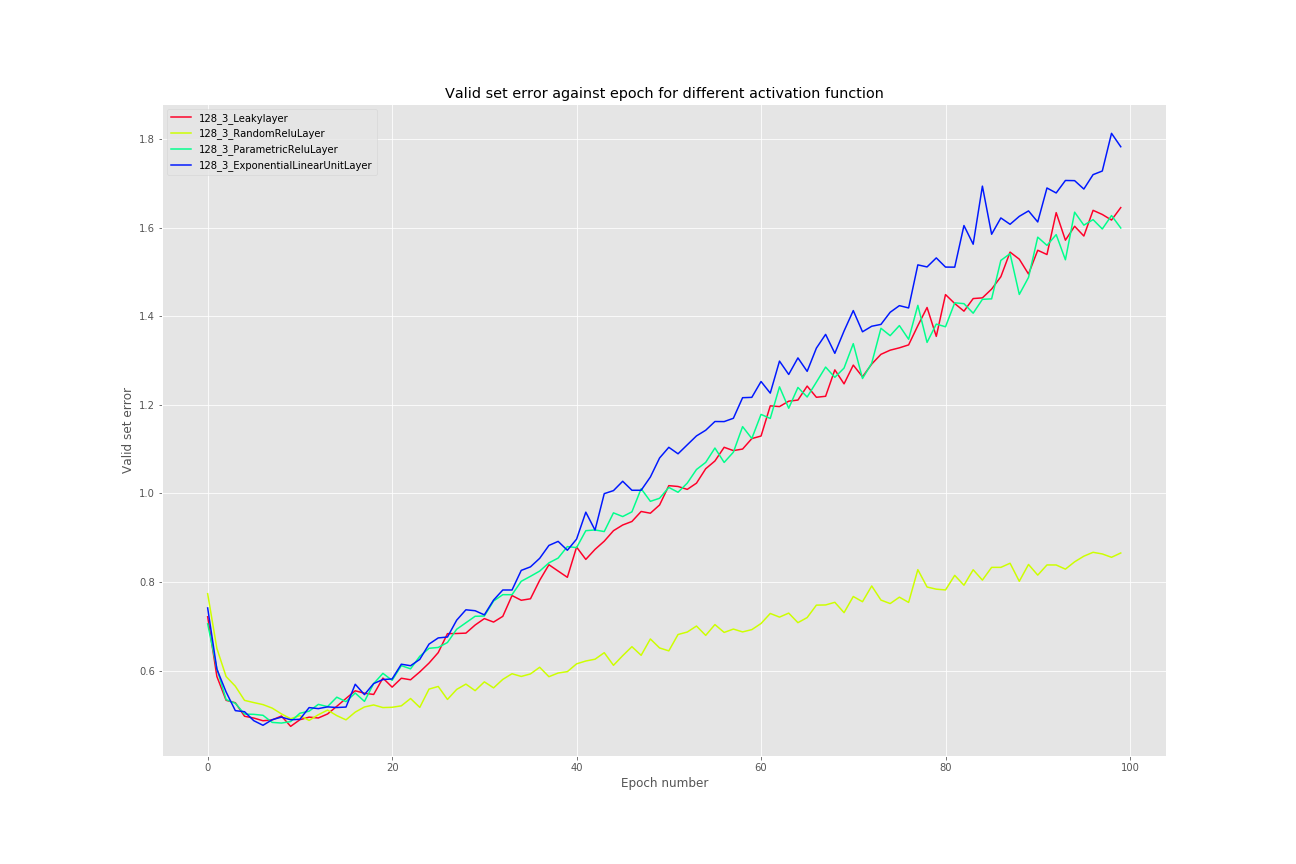 Valid set error against epoch for different activation function
128_3_Leakylayer
128_3_RandomReluLayer
128_3_ParametricReluLayer
128_3_ExponentialLinearUnitLayer
1.8
1.6
1.4
1.2
1.0
0.8
0.6
Valid set error
0 20 40 60 80 100
Epoch number